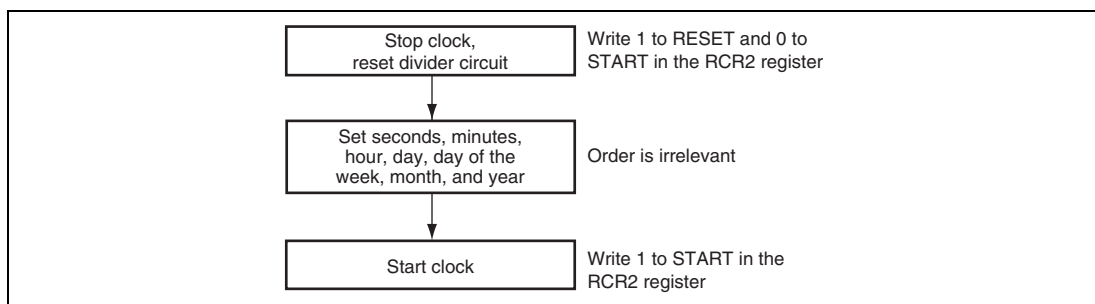 Stop clock,
reset divider circuit
Write 1 to RESET and 0 to
START in the RCR2 register
Set seconds, minutes,
hour, day, day of the
week, month, and year
Order is irrelevant
Start clock
Write 1 to START in the
RCR2 register